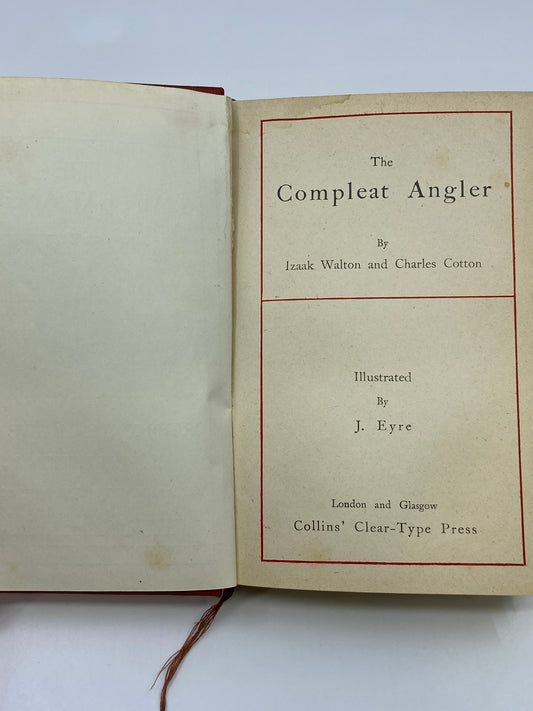 The
Compleat Angler
By
Izaak Walton and Charles Cotton
Illustrated
By
J. Eyre
London and Glasgow
Collins' Clear-Type Press